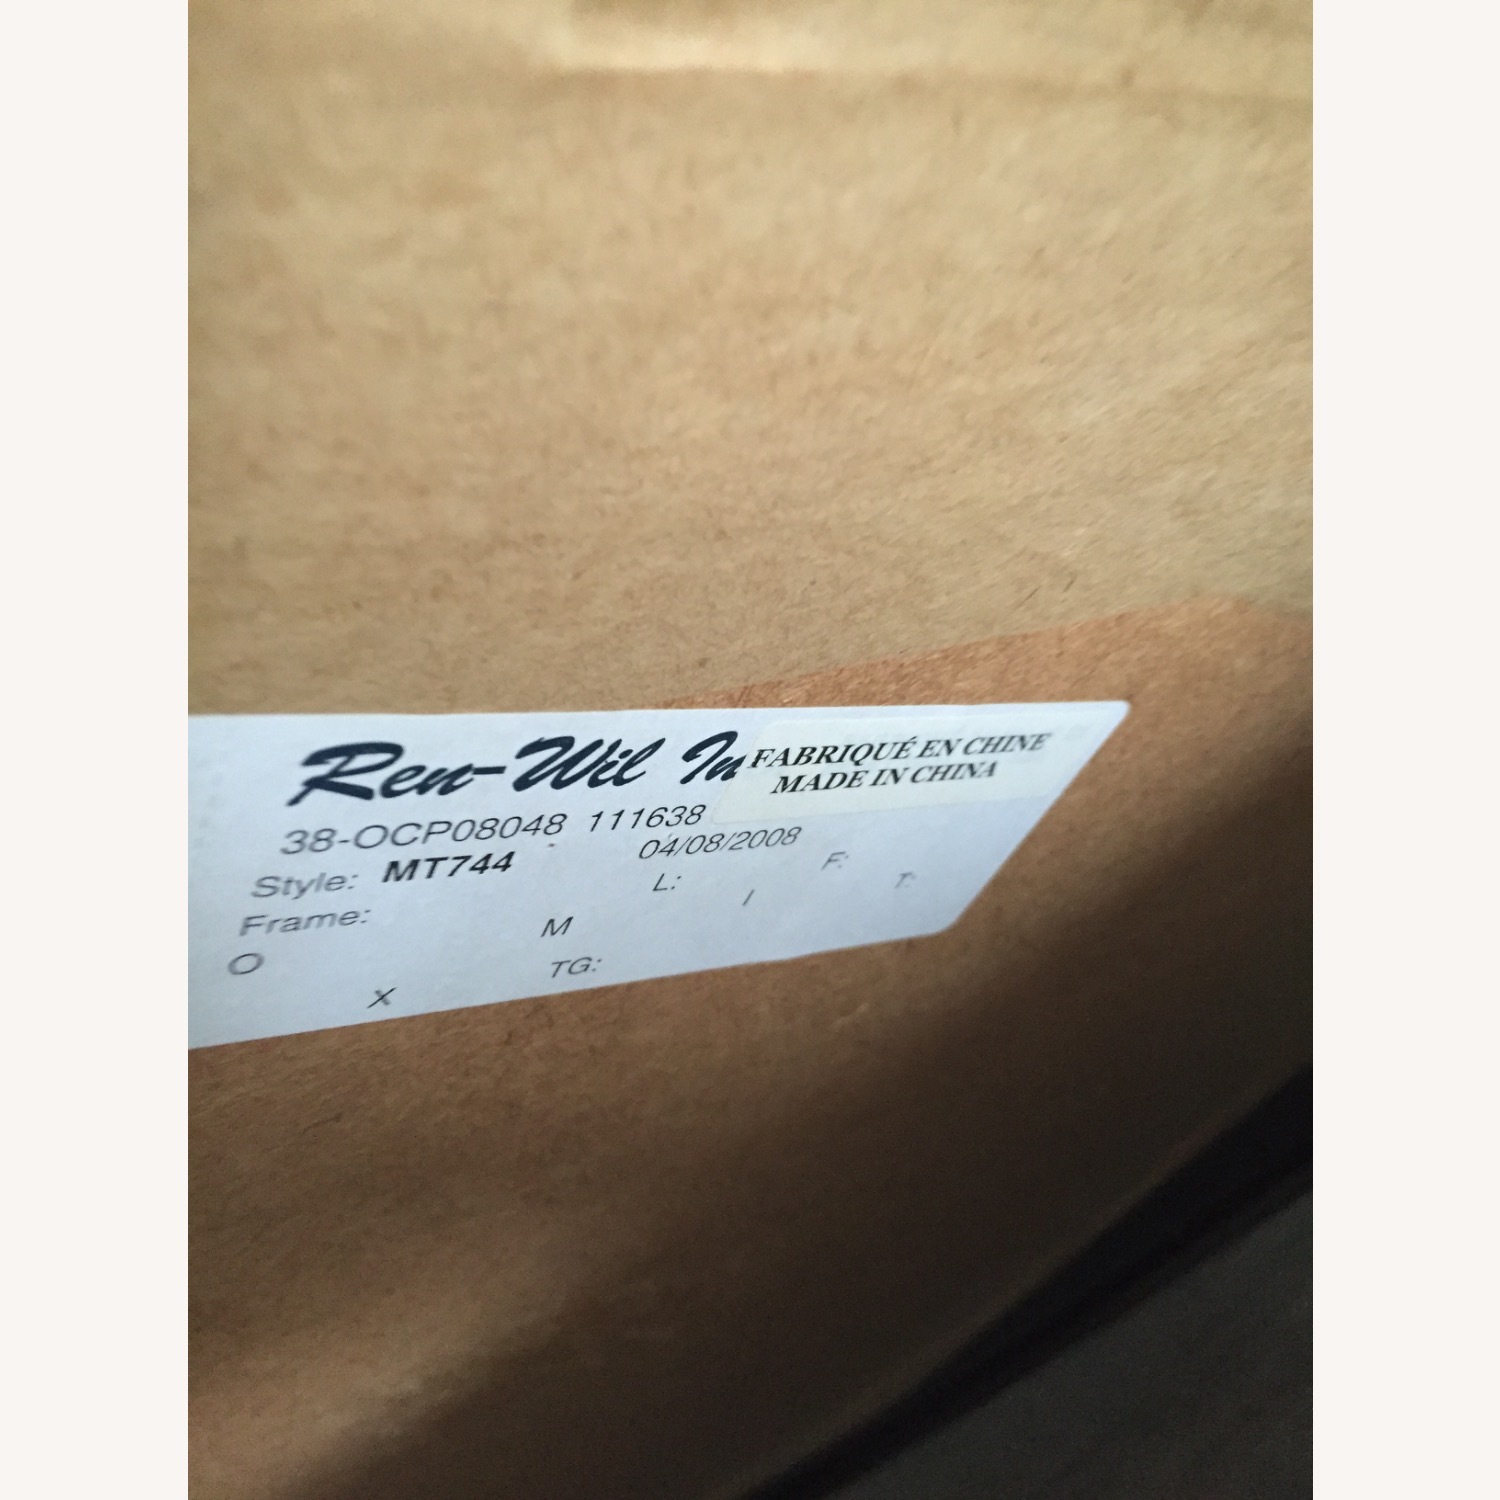 Ren-Wil In
FABRIQUÉ EN CHINE
MADE IN CHINA
38-OCP08048 111638
Style: MT744 04/08/2008
Frame: L: F:
O M I T:
X TG: